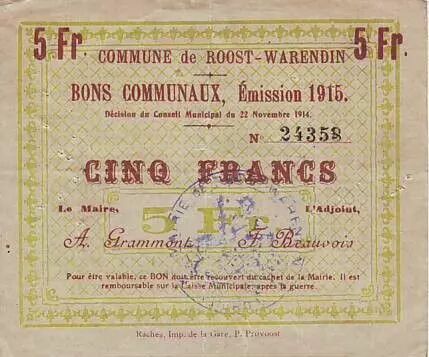 5 Fr. 5 Fr.
COMMUNE de ROOST-WARENDIN
BONS COMMUNAUX, Émission 1915.
Décision du Conseil Municipal du 22 Novembre 1914.
No 24358
CINQ FRANCS
Le Maire, L'Adjoint,
5 Fr.
A. Grammont F. Beauvois
Pour être valable, ce BON doit être recouvert du cachet de la Mairie. Il est
remboursable sur la Caisse Municipale après la guerre.
Raches, Imp. de la Gare, P. Provoost